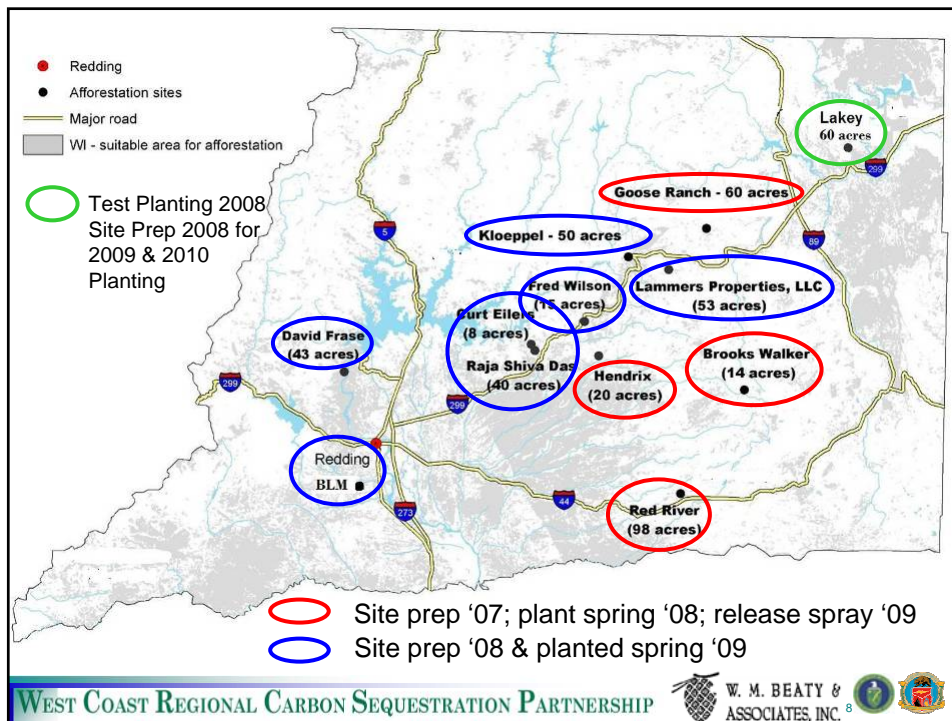 Redding
Afforestation sites
Major road
WI - suitable area for afforestation
Test Planting 2008
Site Prep 2008 for
2009 & 2010
Planting
Lakey
60 acres
299
Goose Ranch - 60 acres
5
Kloeppel - 50 acres
89
Fred Wilson
(15 acres)
Lammers Properties, LLC
(53 acres)
Curt Eilers
(8 acres)
David Frase
(43 acres)
Raja Shiva Das
(40 acres)
Hendrix
(20 acres)
Brooks Walker
(14 acres)
299
299
Redding
BLM
273
44
Red River
(98 acres)
Site prep ‘07; plant spring ‘08; release spray ‘09
Site prep ‘08 & planted spring ‘09
WEST COAST REGIONAL CARBON SEQUESTRATION PARTNERSHIP
W. M. BEATY &
ASSOCIATES, INC.
8